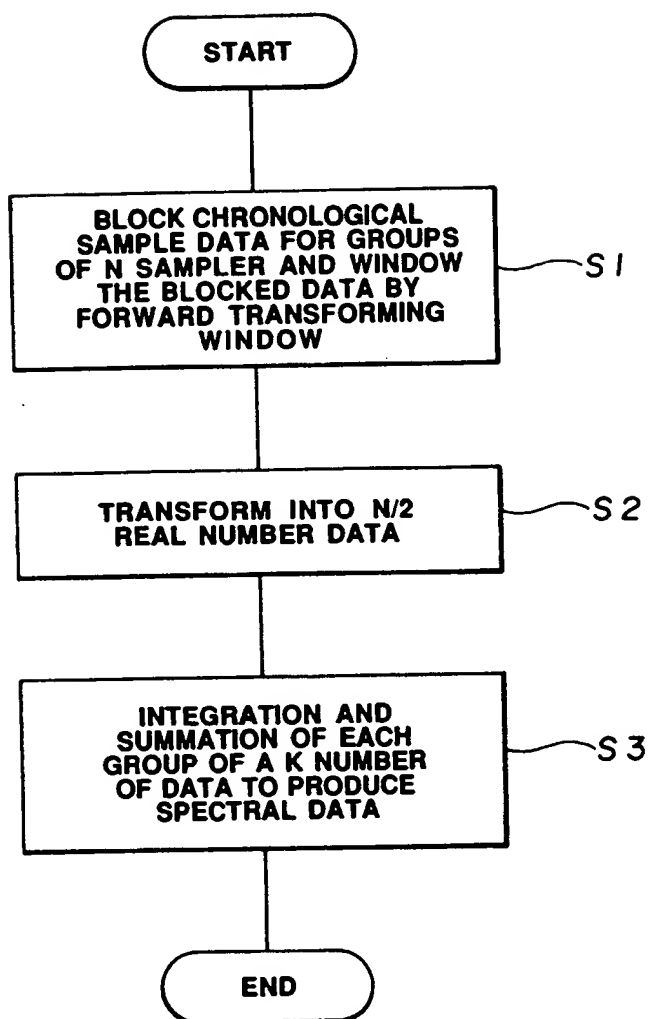 START
BLOCK CHRONOLOGICAL
SAMPLE DATA FOR GROUPS
OF N SAMPLER AND WINDOW
THE BLOCKED DATA BY
FORWARD TRANSFORMING
WINDOW
S1
TRANSFORM INTO N/2
REAL NUMBER DATA
S2
INTEGRATION AND
SUMMATION OF EACH
GROUP OF A K NUMBER
OF DATA TO PRODUCE
SPECTRAL DATA
S3
END